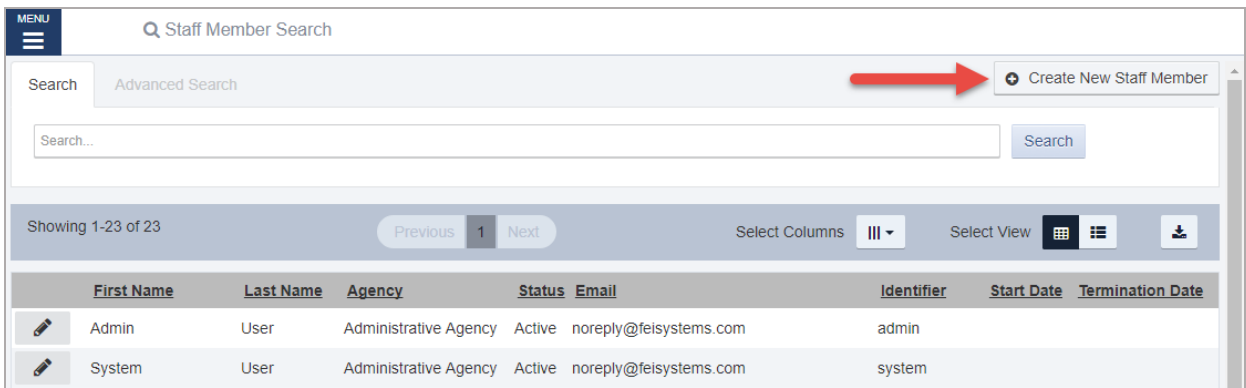 MENU
Staff Member Search
Search
Advanced Search
Create New Staff Member
Search...
Search
Showing 1-23 of 23
Previous 1 Next
Select Columns
Select View
First Name Last Name Agency Status Email Identifier Start Date Termination Date
Admin User Administrative Agency Active noreply@feisystems.com admin
System User Administrative Agency Active noreply@feisystems.com system